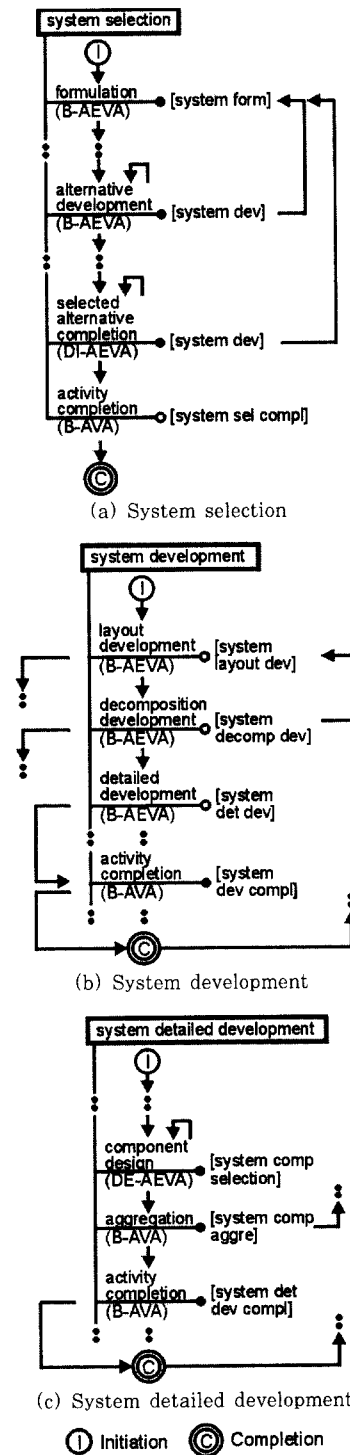 system selection
I
formulation
(B-AEVA)
[system form]
alternative
development
(B-AEVA)
[system dev]
selected
alternative
completion
(DI-AEVA)
[system dev]
activity
completion
(B-AVA)
[system sel compl]
C
(a) System selection
system development
I
layout
development
(B-AEVA)
[system
layout dev]
decomposition
development
(B-AEVA)
[system
decomp dev]
detailed
development
(B-AEVA)
[system
det dev]
activity
completion
(B-AVA)
[system
dev compl]
C
(b) System development
system detailed development
I
component
design
(DE-AEVA)
[system comp
selection]
aggregation
(B-AVA)
[system comp
aggre]
activity
completion
(B-AVA)
[system det
dev compl]
C
(c) System detailed development
I Initiation C Completion